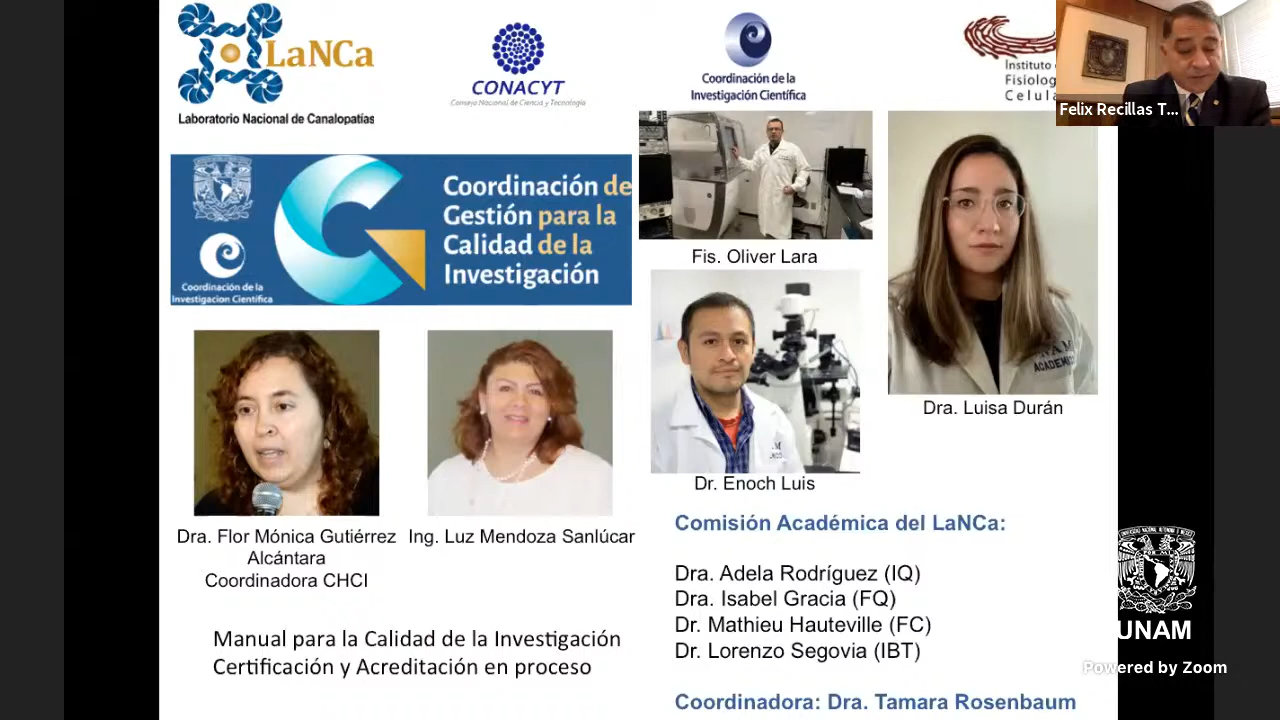 LaNCa
Laboratorio Nacional de Canalopatías
CONACYT
Consejo Nacional de Ciencia y Tecnología
Coordinación de la
Investigación Científica
Instituto
Fisiolog
Celula
Felix Recillas T...
Coordinación de
Gestión para la
Calidad de la
Investigación
Coordinación de la
Investigacion Científica
Fis. Oliver Lara
ACADEMIC
Dra. Luisa Durán
Dr. Enoch Luis
Dra. Flor Mónica Gutiérrez
Alcántara
Coordinadora CHCI
Ing. Luz Mendoza Sanlúcar
Manual para la Calidad de la Investigación
Certificación y Acreditación en proceso
Comisión Académica del LaNCa:
Dra. Adela Rodríguez (IQ)
Dra. Isabel Gracia (FQ)
Dr. Mathieu Hauteville (FC)
Dr. Lorenzo Segovia (IBT)
Coordinadora: Dra. Tamara Rosenbaum
UNAM
Powered by Zoom